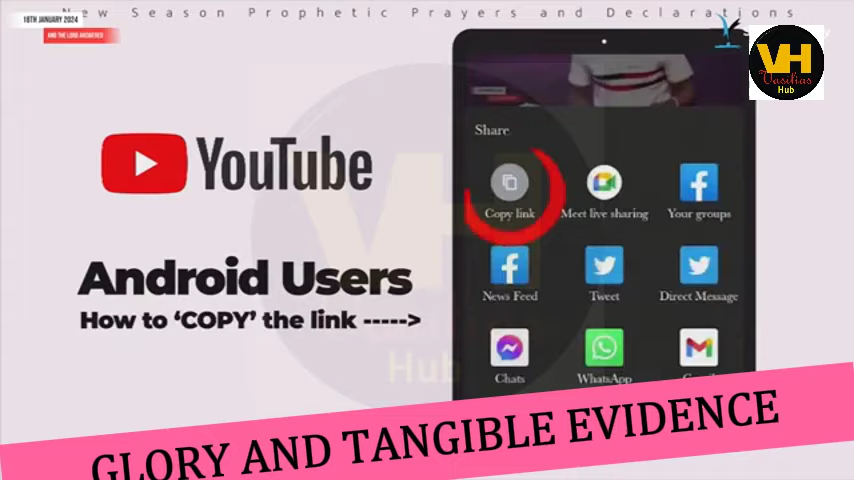 New Season Prophetic Prayers and Declarations
18TH JANUARY 2024
AND THE LORD ANSWERED
VH
Vasilias
Hub
Share
YouTube
Copy link
Meet live sharing
Your groups
Android Users
How to ‘COPY’ the link ----->
News Feed
Tweet
Direct Message
VH
Hub
Chats
WhatsApp
GLORY AND TANGIBLE EVIDENCE